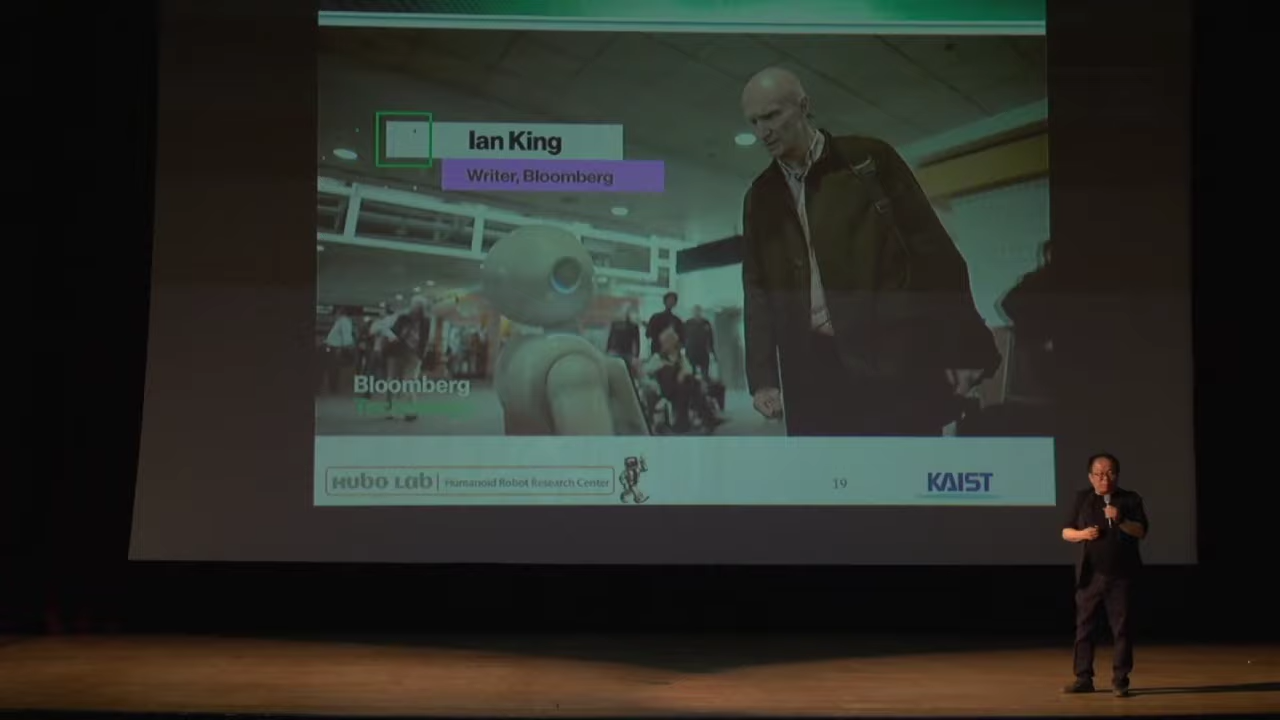 Ian King
Writer, Bloomberg
Bloomberg
HUBO LAB
Humanoid Robot Research Center
19
KAIST